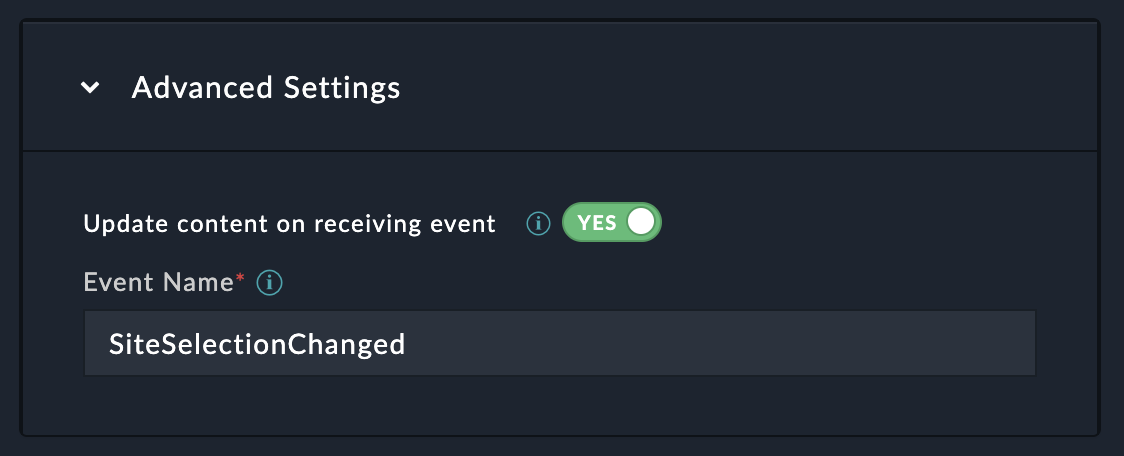 Advanced Settings
Update content on receiving event i YES
Event Name* i
SiteSelectionChanged